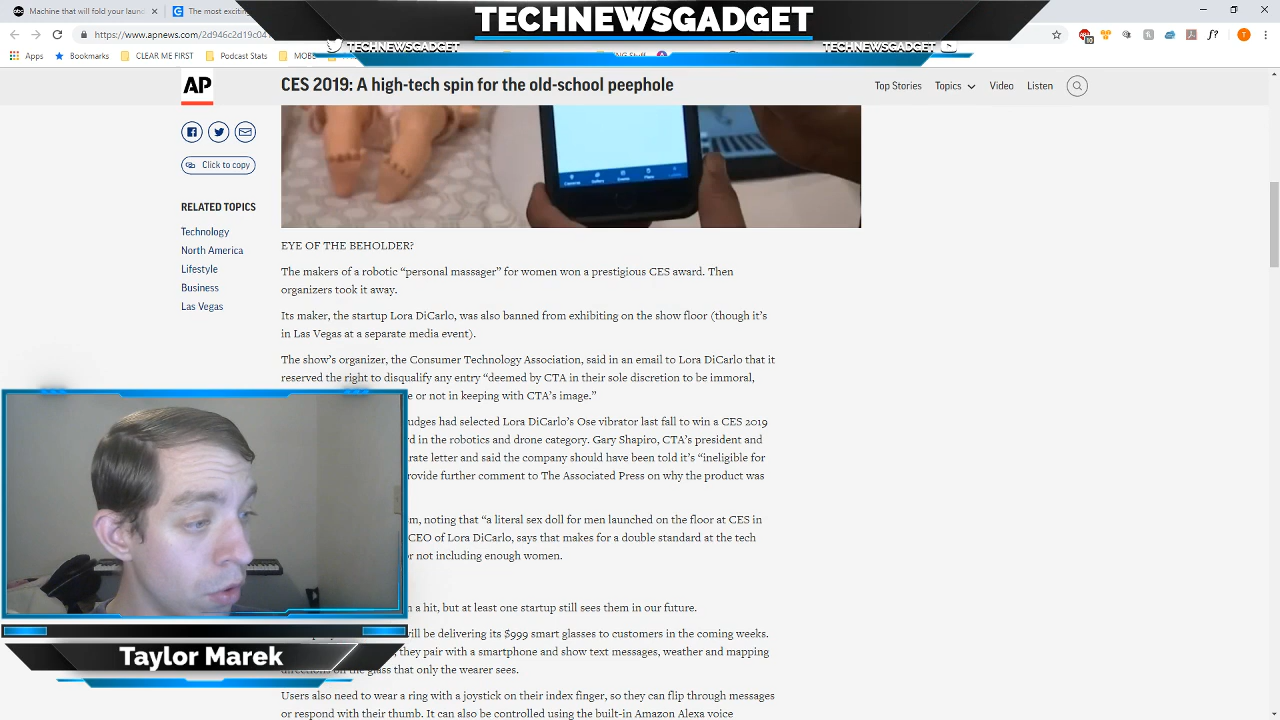 Machine that will fold your laun
The most excitin
TECHNEWSGADGET
https://www.apnews.com/2d946c2d19c04
TECHNEWSGADGET
TECHNEWSGADGET
Apps
Bookmarks
CLEAR ME FIRST
Podcast Stats
MOBE
AP
CES 2019: A high-tech spin for the old-school peephole
Top Stories
Topics
Video
Listen
Click to copy
RELATED TOPICS
Technology
North America
Lifestyle
Business
Las Vegas
EYE OF THE BEHOLDER?
The makers of a robotic “personal massager” for women won a prestigious CES award. Then
organizers took it away.
Its maker, the startup Lora DiCarlo, was also banned from exhibiting on the show floor (though it’s
in Las Vegas at a separate media event).
The show’s organizer, the Consumer Technology Association, said in an email to Lora DiCarlo that it
reserved the right to disqualify any entry “deemed by CTA in their sole discretion to be immoral,
or not in keeping with CTA’s image.”
udges had selected Lora DiCarlo’s Ose vibrator last fall to win a CES 2019
rd in the robotics and drone category. Gary Shapiro, CTA’s president and
rate letter and said the company should have been told it’s “ineligible for
rovide further comment to The Associated Press on why the product was
sm, noting that “a literal sex doll for men launched on the floor at CES in
CEO of Lora DiCarlo, says that makes for a double standard at the tech
or not including enough women.
n a hit, but at least one startup still sees them in our future.
will be delivering its $999 smart glasses to customers in the coming weeks.
they pair with a smartphone and show text messages, weather and mapping
directions on the glass that only the wearer sees.
Users also need to wear a ring with a joystick on their index finger, so they can flip through messages
or respond with their thumb. It can also be controlled using the built-in Amazon Alexa voice
Taylor Marek